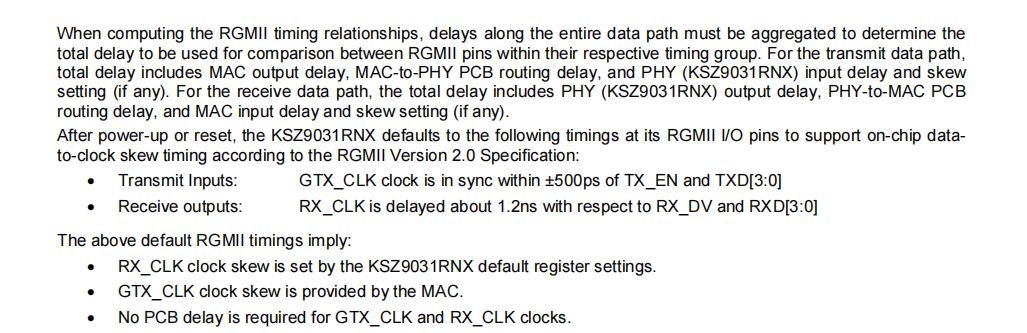 When computing the RGMII timing relationships, delays along the entire data path must be aggregated to determine the
total delay to be used for comparison between RGMII pins within their respective timing group. For the transmit data path,
total delay includes MAC output delay, MAC-to-PHY PCB routing delay, and PHY (KSZ9031RNX) input delay and skew
setting (if any). For the receive data path, the total delay includes PHY (KSZ9031RNX) output delay, PHY-to-MAC PCB
routing delay, and MAC input delay and skew setting (if any).
After power-up or reset, the KSZ9031RNX defaults to the following timings at its RGMII I/O pins to support on-chip data-
to-clock skew timing according to the RGMII Version 2.0 Specification:
• Transmit Inputs: GTX_CLK clock is in sync within ±500ps of TX_EN and TXD[3:0]
• Receive outputs: RX_CLK is delayed about 1.2ns with respect to RX_DV and RXD[3:0]
The above default RGMII timings imply:
• RX_CLK clock skew is set by the KSZ9031RNX default register settings.
• GTX_CLK clock skew is provided by the MAC.
• No PCB delay is required for GTX_CLK and RX_CLK clocks.